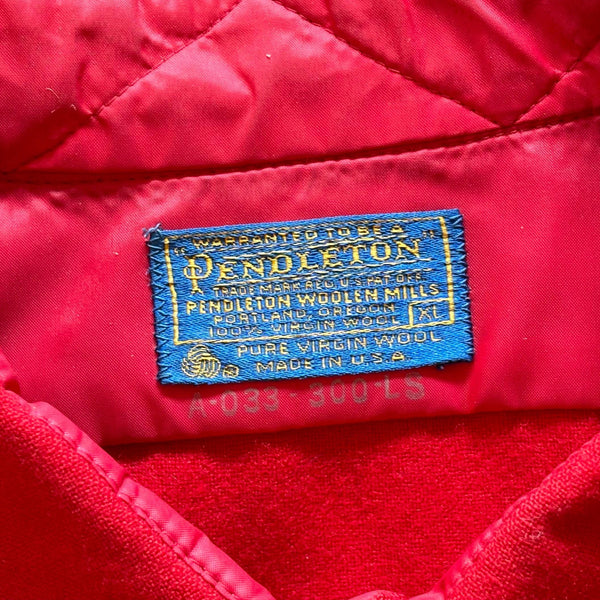 "WARRANTED TO BE A
PENDLETON"
TRADE MARK REG. U.S. PAT. OFF.
PENDLETON WOOLEN MILLS
PORTLAND, OREGON
100% VIRGIN WOOL XL
PURE VIRGIN WOOL
MADE IN U.S.A.
A-033-300-LS